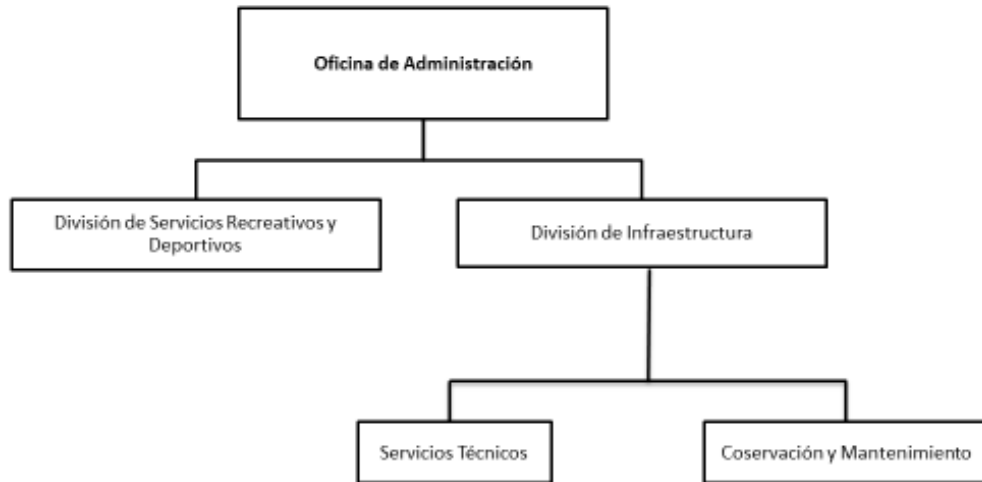 Oficina de Administración
División de Servicios Recreativos y
Deportivos
División de Infraestructura
Servicios Técnicos
Coservación y Mantenimiento